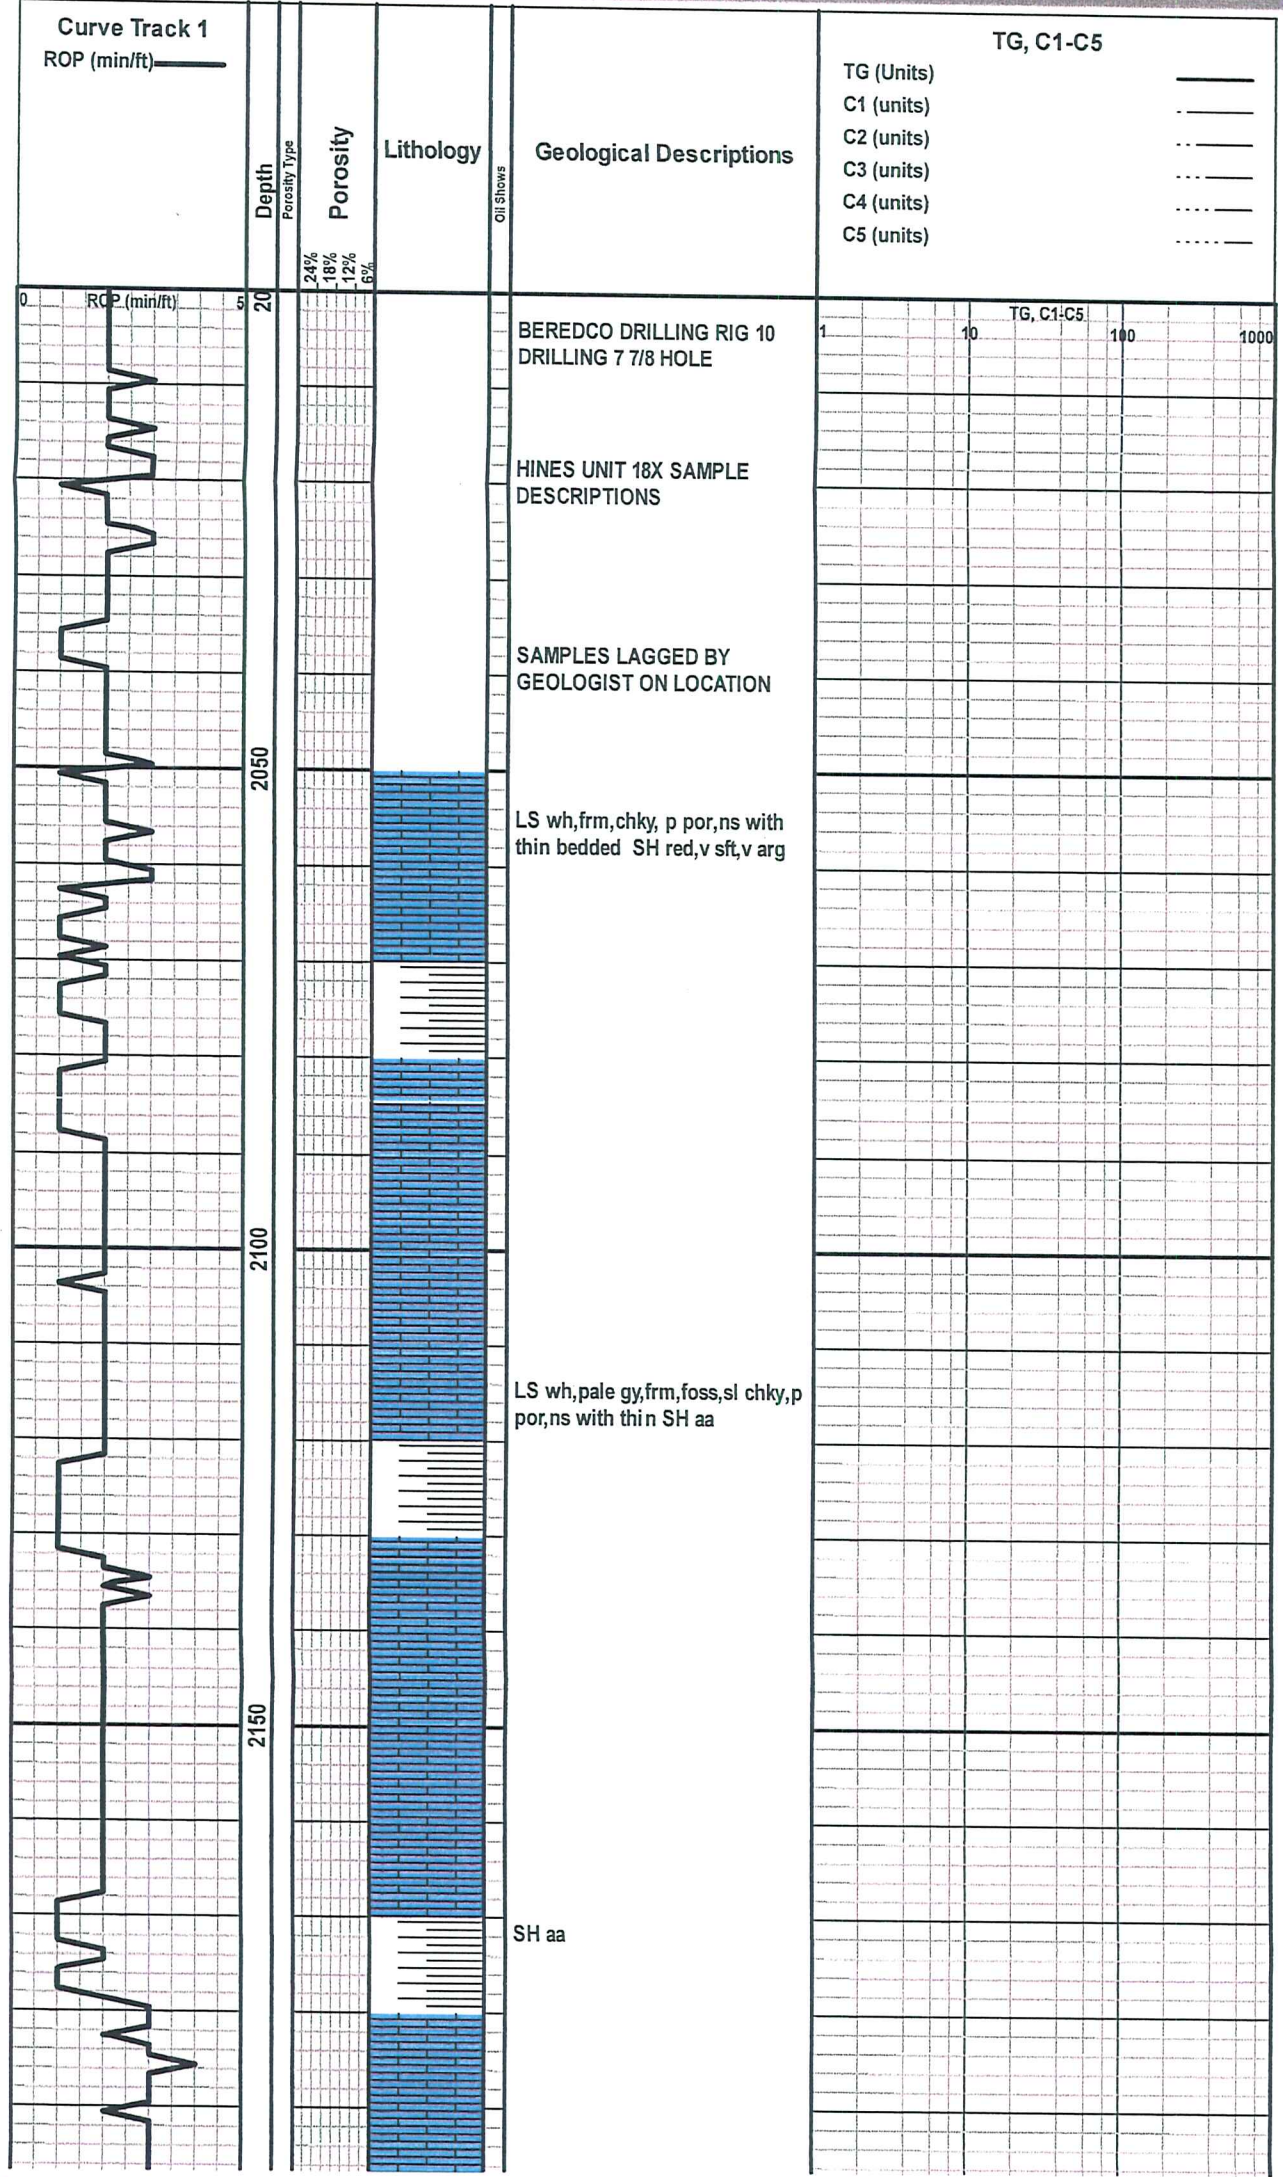 Curve Track 1
ROP (min/ft)
Depth
Porosity Type
Porosity
24%
18%
12%
6%
Lithology
Oil Shows
Geological Descriptions
TG, C1-C5
TG (Units)
C1 (units)
C2 (units)
C3 (units)
C4 (units)
C5 (units)
0 ROP (min/ft) 5
20
TG, C1-C5
1 10 100 1000
BEREDCO DRILLING RIG 10
DRILLING 7 7/8 HOLE
HINES UNIT 18X SAMPLE
DESCRIPTIONS
SAMPLES LAGGED BY
GEOLOGIST ON LOCATION
2050
LS wh,frm,chky, p por,ns with
thin bedded SH red,v sft,v arg
2100
LS wh,pale gy,frm,foss,sl chky,p
por,ns with thin SH aa
2150
SH aa